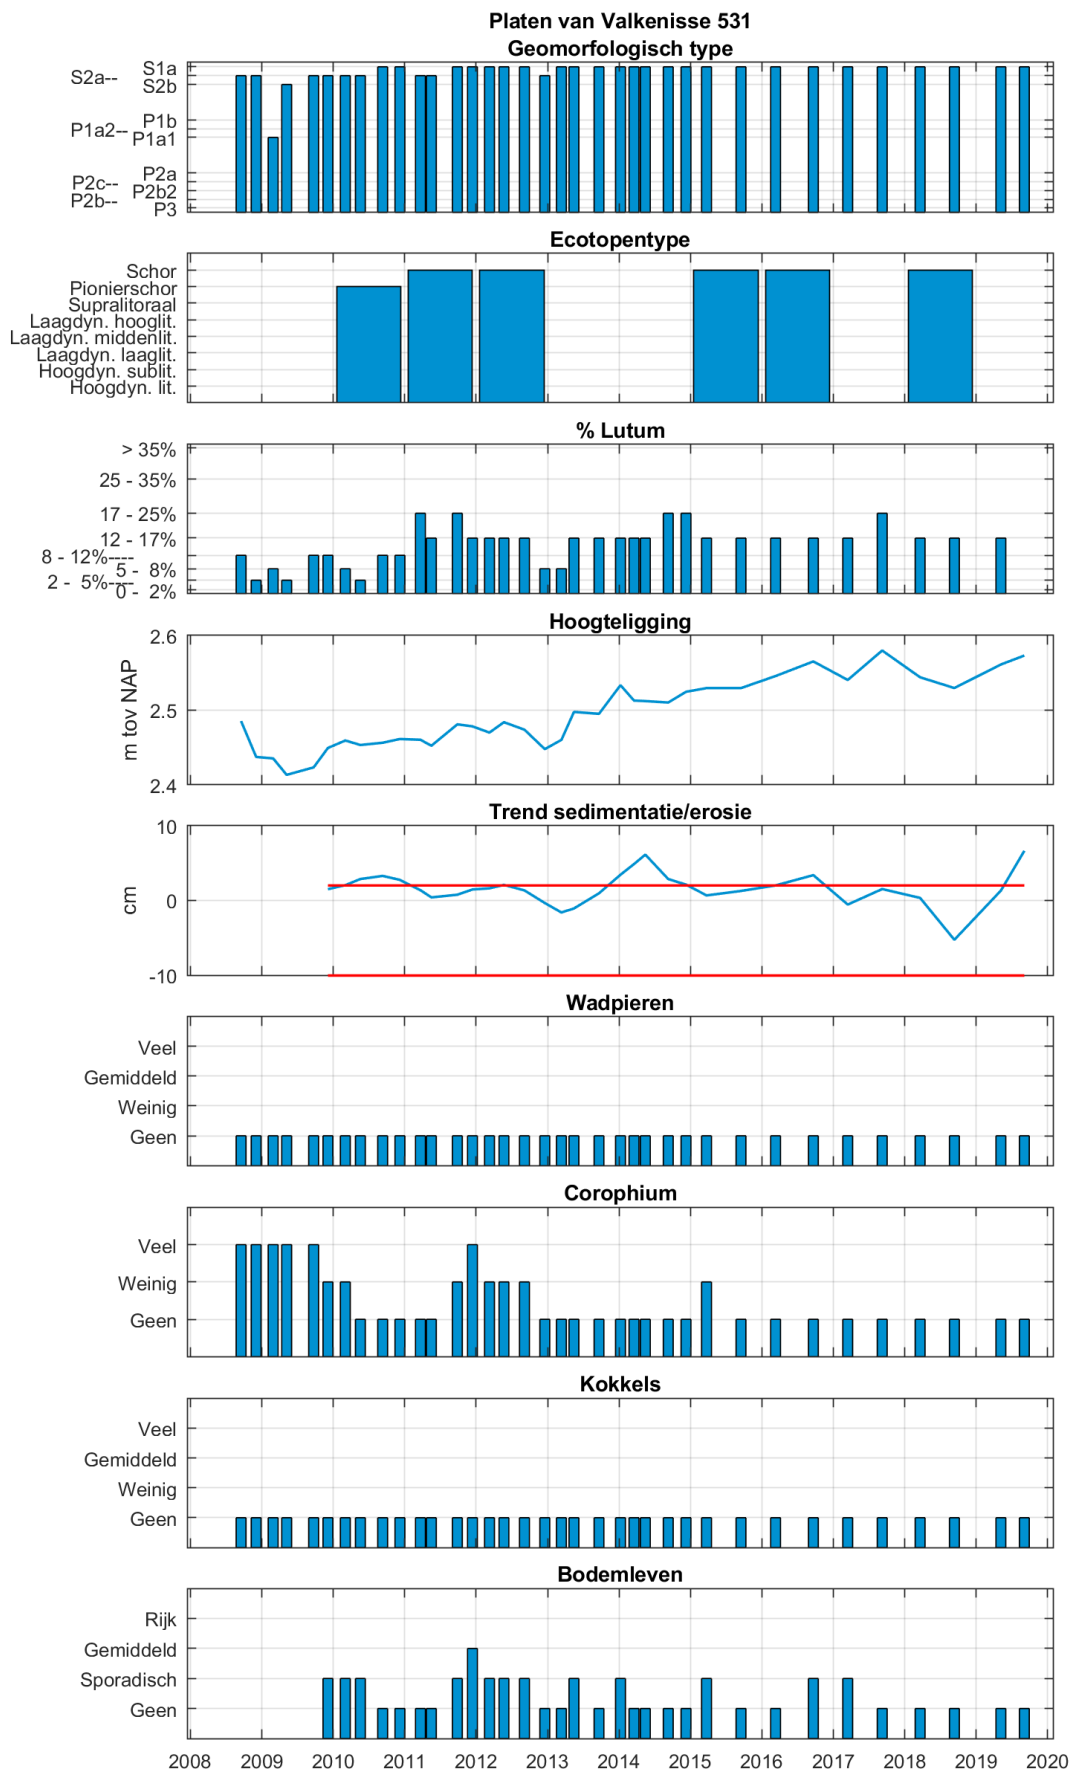 Platen van Valkenisse 531
Geomorfologisch type
S1a
S2a--
S2b
P1b
P1a2--
P1a1
P2a
P2c--
P2b2
P2b--
P3
Ecotopentype
Schor
Pionierschor
Supralitoraal
Laagdyn. hooglit.
Laagdyn. middenlit.
Laagdyn. laaglit.
Hoogdyn. sublit.
Hoogdyn. lit.
% Lutum
> 35%
25 - 35%
17 - 25%
12 - 17%
8 - 12%----
5 - 8%
2 - 5%----
0 - 2%
Hoogteligging
2.6
2.5
2.4
m tov NAP
Trend sedimentatie/erosie
10
0
-10
cm
Wadpieren
Veel
Gemiddeld
Weinig
Geen
Corophium
Veel
Weinig
Geen
Kokkels
Veel
Gemiddeld
Weinig
Geen
Bodemleven
Rijk
Gemiddeld
Sporadisch
Geen
2008 2009 2010 2011 2012 2013 2014 2015 2016 2017 2018 2019 2020